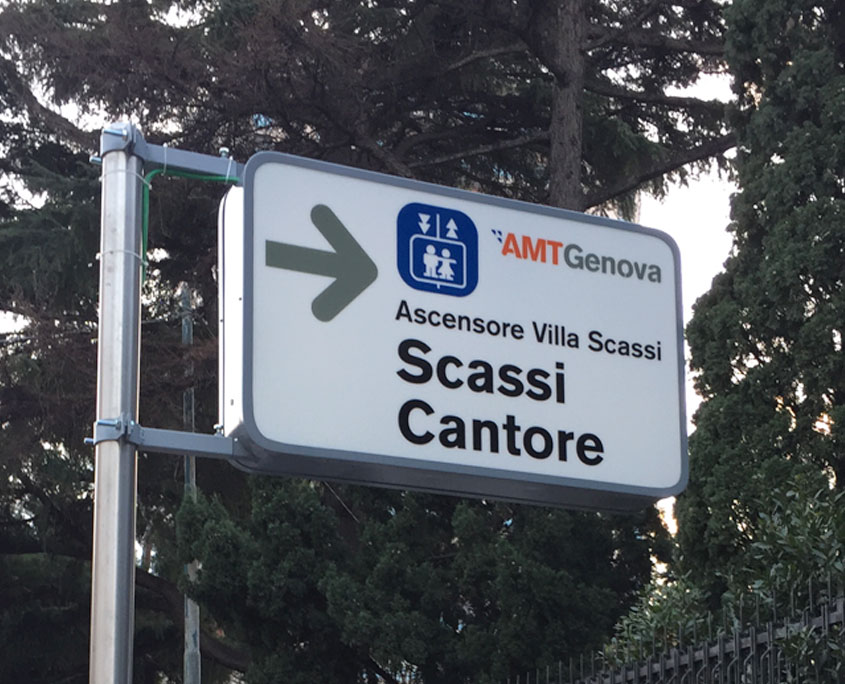 AMTGenova
Ascensore Villa Scassi
Scassi
Cantore